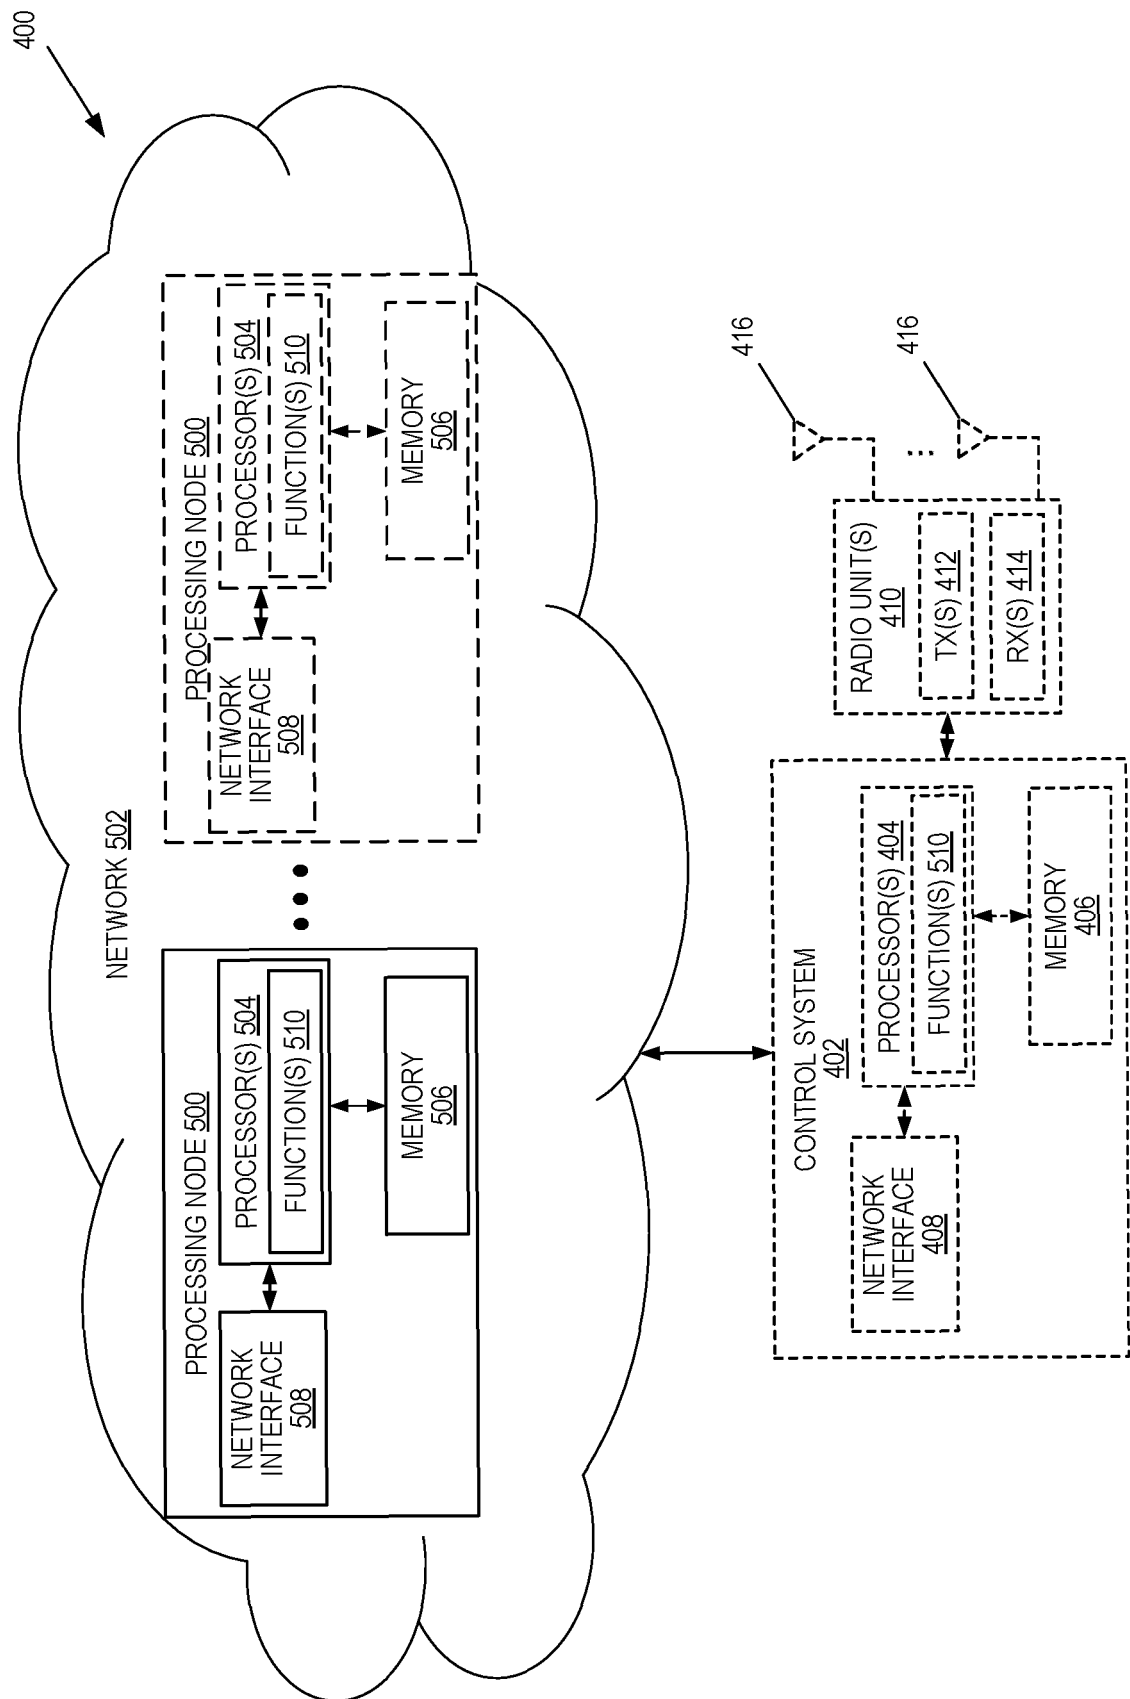 400
NETWORK 502
PROCESSING NODE 500
NETWORK
INTERFACE
508
PROCESSOR(S) 504
FUNCTION(S) 510
MEMORY
506
PROCESSING NODE 500
NETWORK
INTERFACE
508
PROCESSOR(S) 504
FUNCTION(S) 510
MEMORY
506
CONTROL SYSTEM
402
NETWORK
INTERFACE
408
PROCESSOR(S) 404
FUNCTION(S) 510
MEMORY
406
RADIO UNIT(S)
410
TX(S) 412
RX(S) 414
416
416